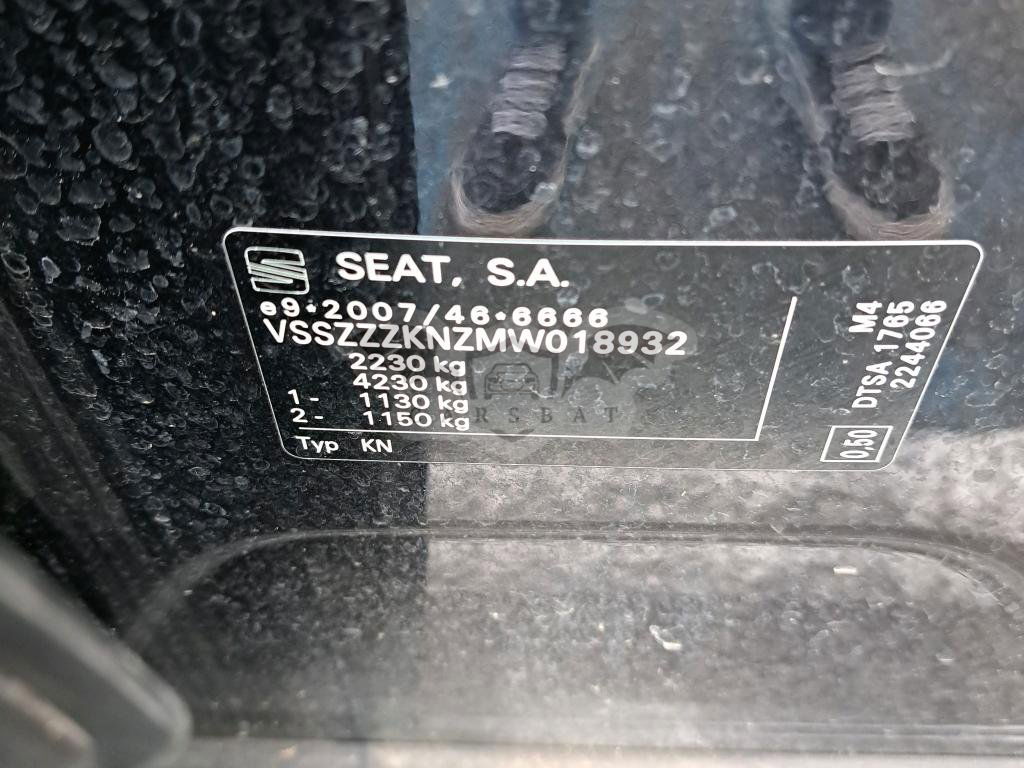 SEAT, S.A.
e9*2007/46*6666
VSSZZZKNZMW018932
2230 kg
4230 kg
1 - 1130 kg
2 - 1150 kg
Typ KN
M4
DTSA 1765
2244066
0,50
RSBAT